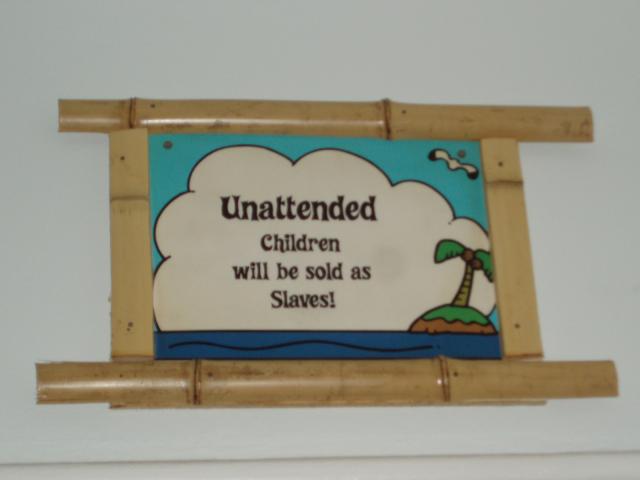 Unattended
Children
will be sold as
Slaves!